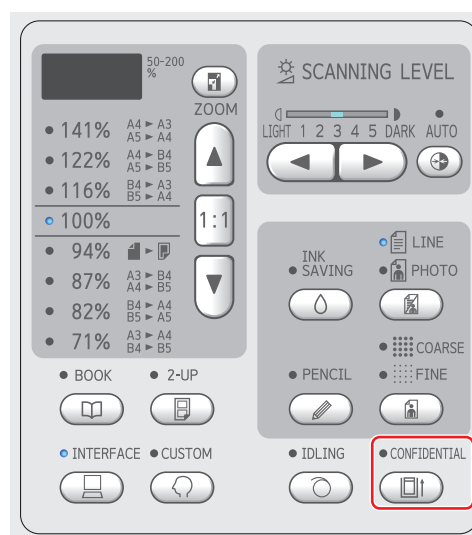 50-200
%
ZOOM
141% A4 ► A3
A5 ► A4
122% A4 ► B4
A5 ► B5
116% B4 ► A3
B5 ► A4
100%
1:1
94% ►
87% A3 ► B4
A4 ► B5
82% B4 ► A4
B5 ► A5
71% A3 ► A4
B4 ► B5
BOOK
2-UP
INTERFACE
CUSTOM
SCANNING LEVEL
LIGHT 1 2 3 4 5 DARK AUTO
INK
SAVING
LINE
PHOTO
PENCIL
COARSE
FINE
IDLING
CONFIDENTIAL